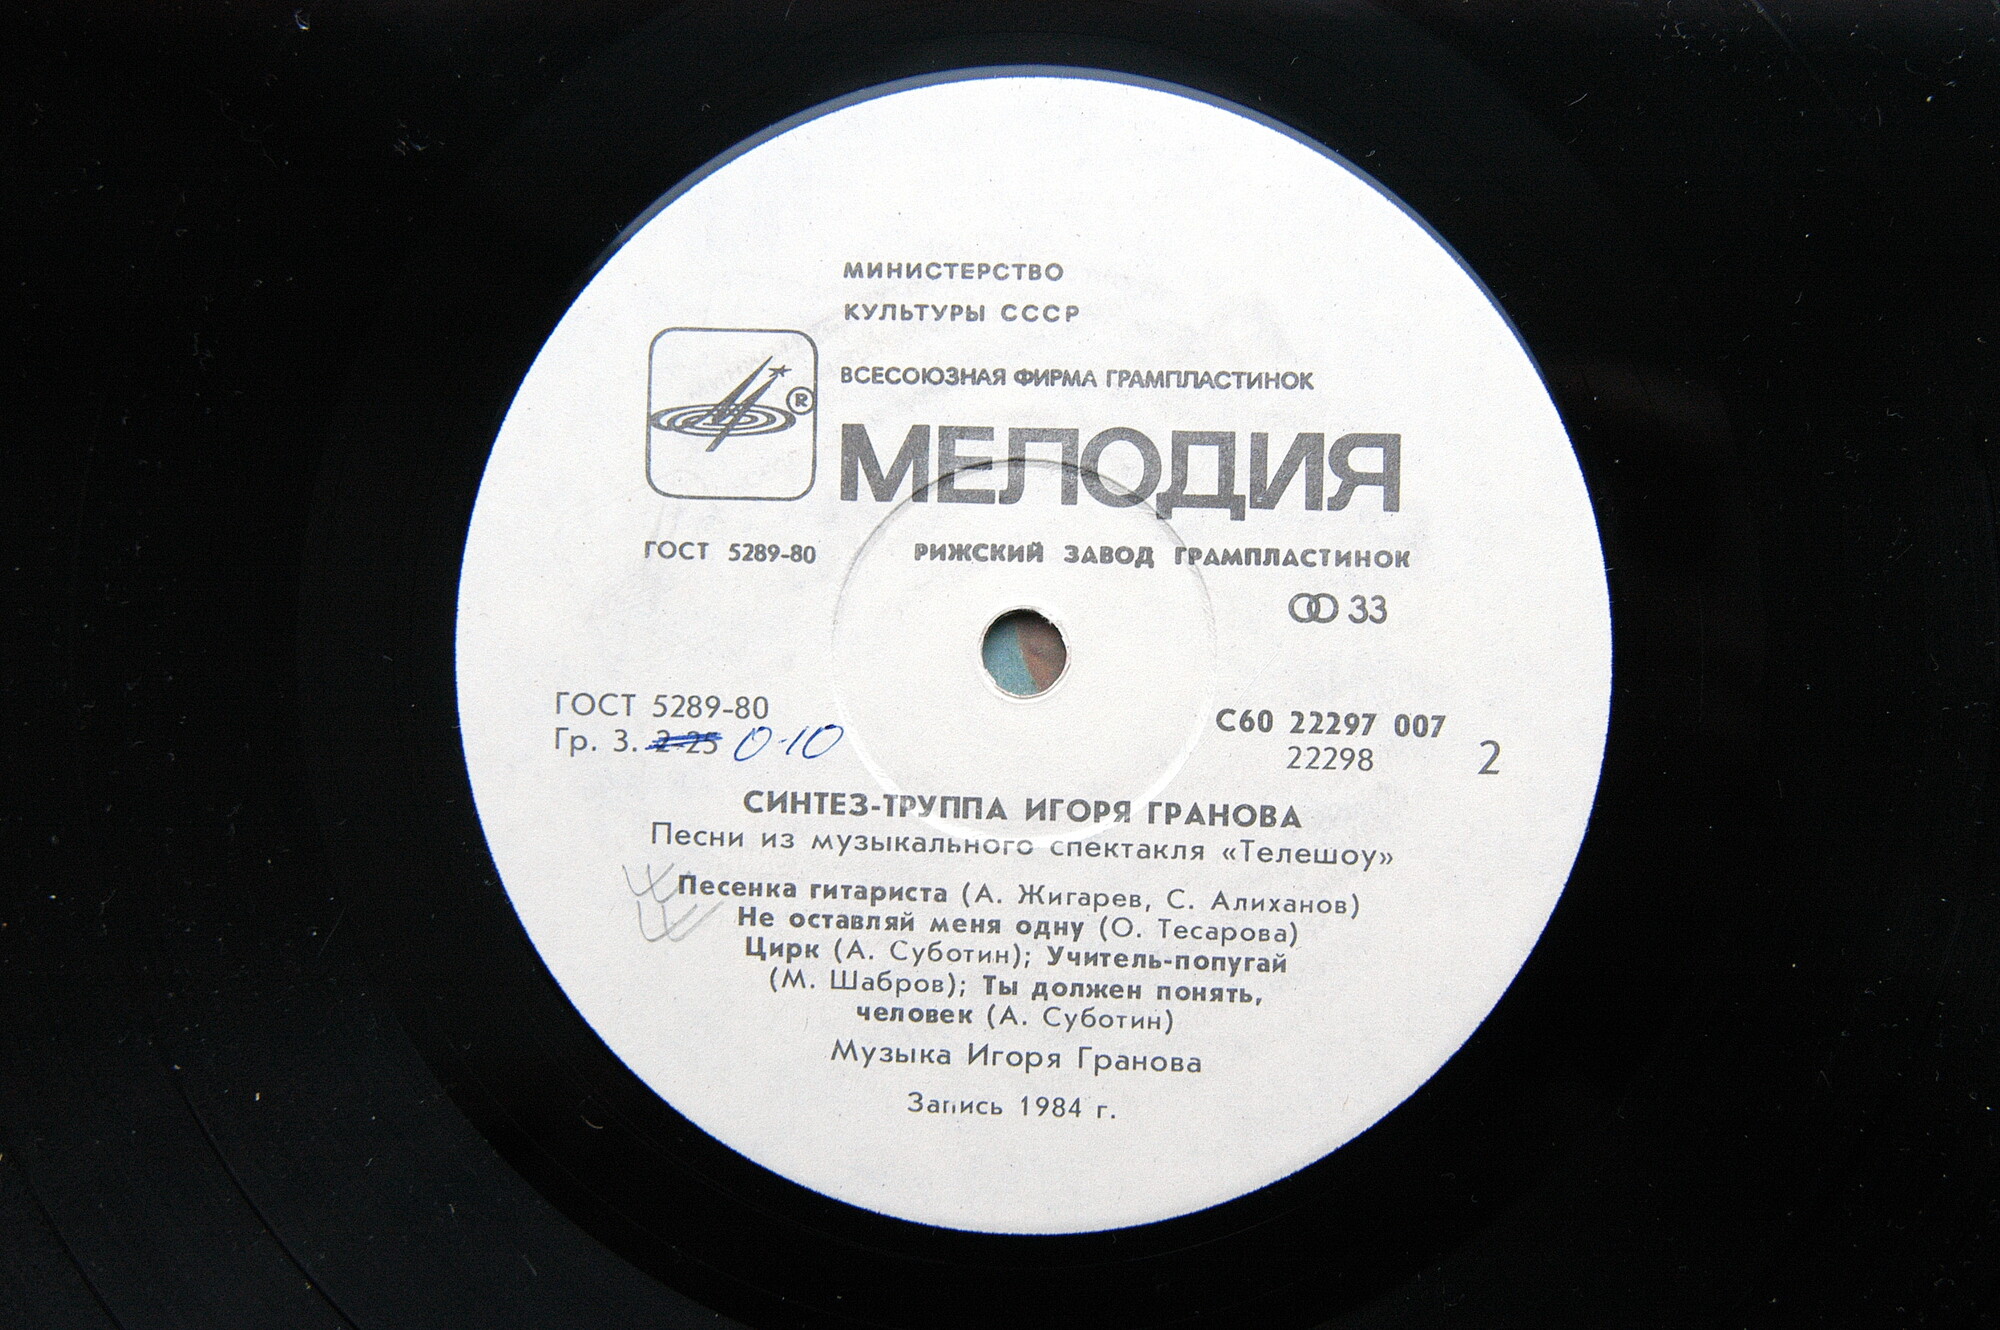 МИНИСТЕРСТВО
КУЛЬТУРЫ СССР
ВСЕСОЮЗНАЯ ФИРМА ГРАМПЛАСТИНОК
®
МЕЛОДИЯ
ГОСТ 5289-80 РИЖСКИЙ ЗАВОД ГРАМПЛАСТИНОК
33
ГОСТ 5289-80 С60 22297 007
Гр. 3. 2-25 0-10 22298 2
СИНТЕЗ-ТРУППА ИГОРЯ ГРАНОВА
Песни из музыкального спектакля «Телешоу»
Песенка гитариста (А. Жигарев, С. Алиханов)
Не оставляй меня одну (О. Тесарова)
Цирк (А. Суботин); Учитель-попугай
(М. Шабров); Ты должен понять,
человек (А. Суботин)
Музыка Игоря Гранова
Запись 1984 г.